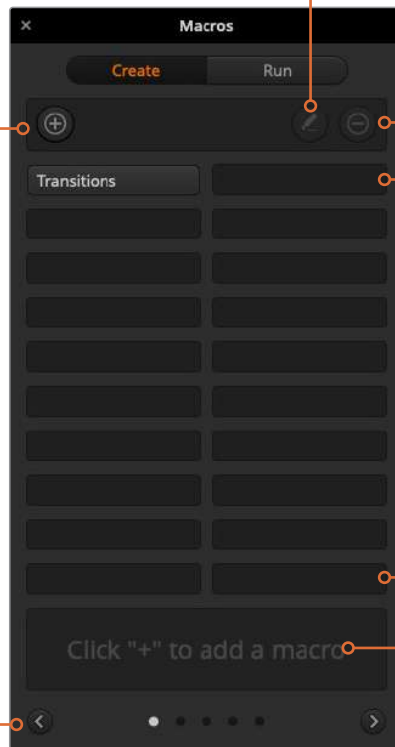 Macros
Create
Run
Transitions
Click "+" to add a macro